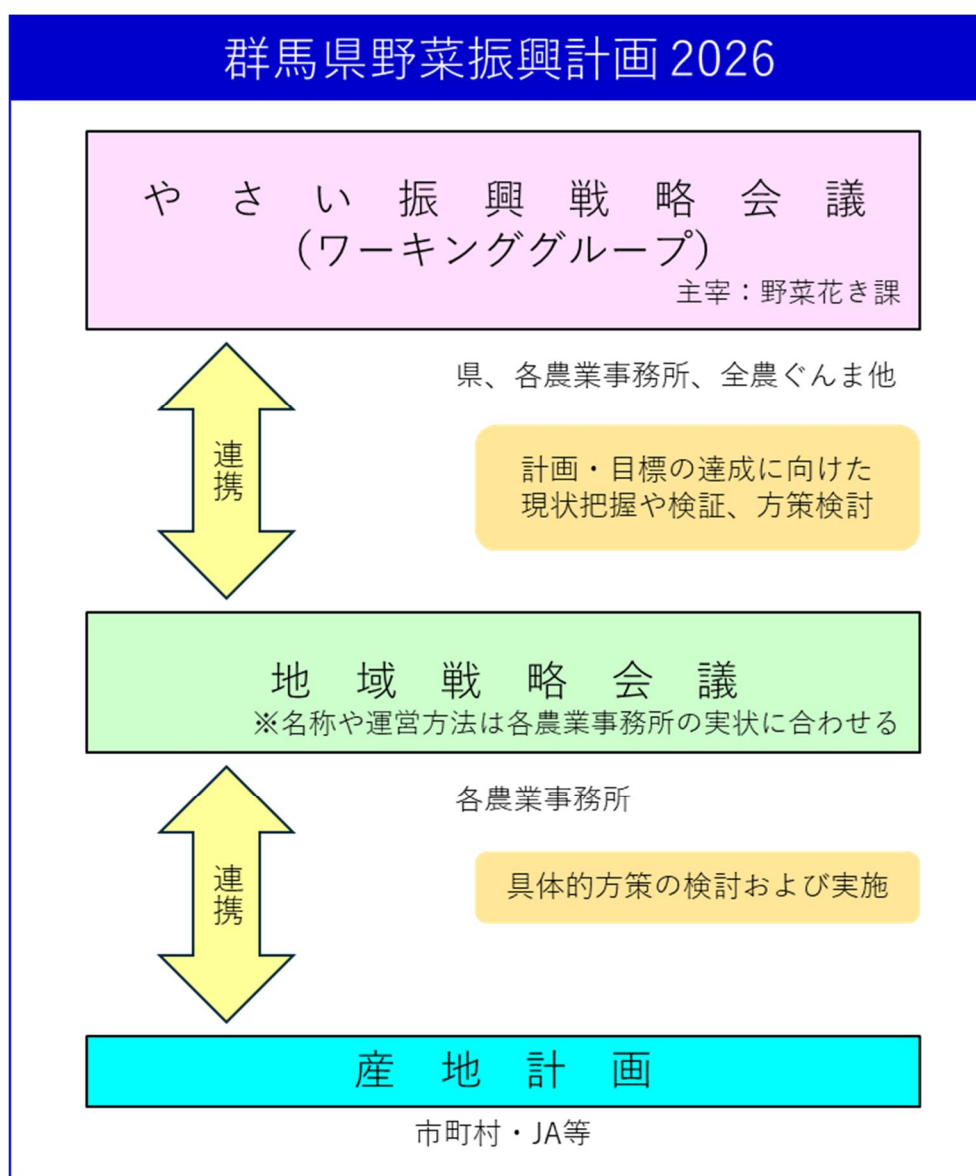 群馬県野菜振興計画 2026
やさい振興戦略会議
(ワーキンググループ)
主宰：野菜花き課
県、各農業事務所、全農ぐんま他
連携
計画・目標の達成に向けた
現状把握や検証、方策検討
地域戦略会議
※名称や運営方法は各農業事務所の実状に合わせる
各農業事務所
連携
具体的方策の検討および実施
産地計画
市町村・JA等